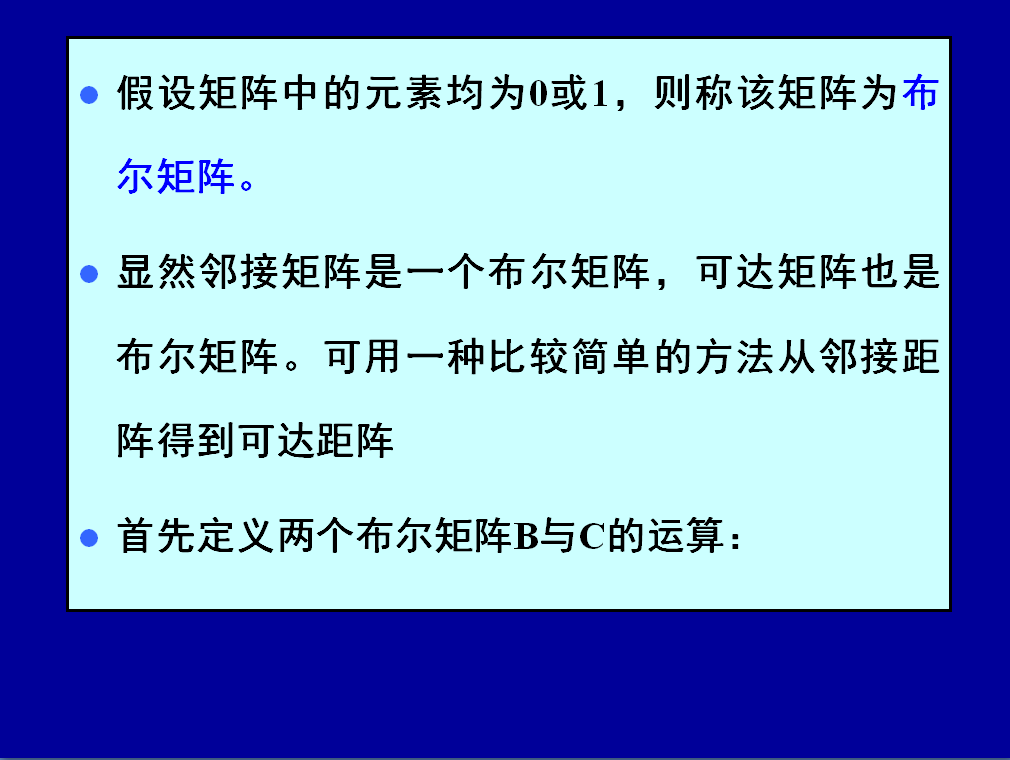 假设矩阵中的元素均为0或1，则称该矩阵为布
尔矩阵。
显然邻接矩阵是一个布尔矩阵，可达矩阵也是
布尔矩阵。可用一种比较简单的方法从邻接距
阵得到可达距阵
首先定义两个布尔矩阵B与C的运算：